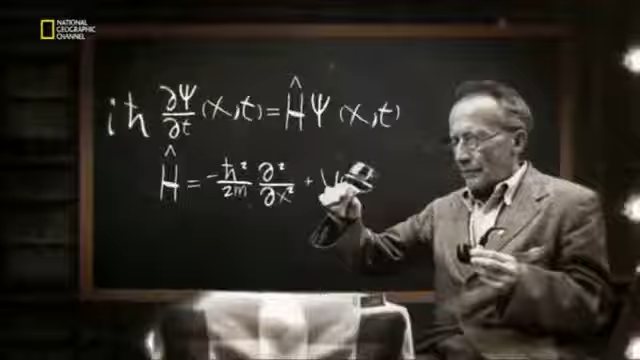 NATIONAL
GEOGRAPHIC
CHANNEL
iħ ∂Ψ/∂t (x,t) = Ĥ Ψ (x,t)
Ĥ = -ħ²/2m ∂²/∂x² + V